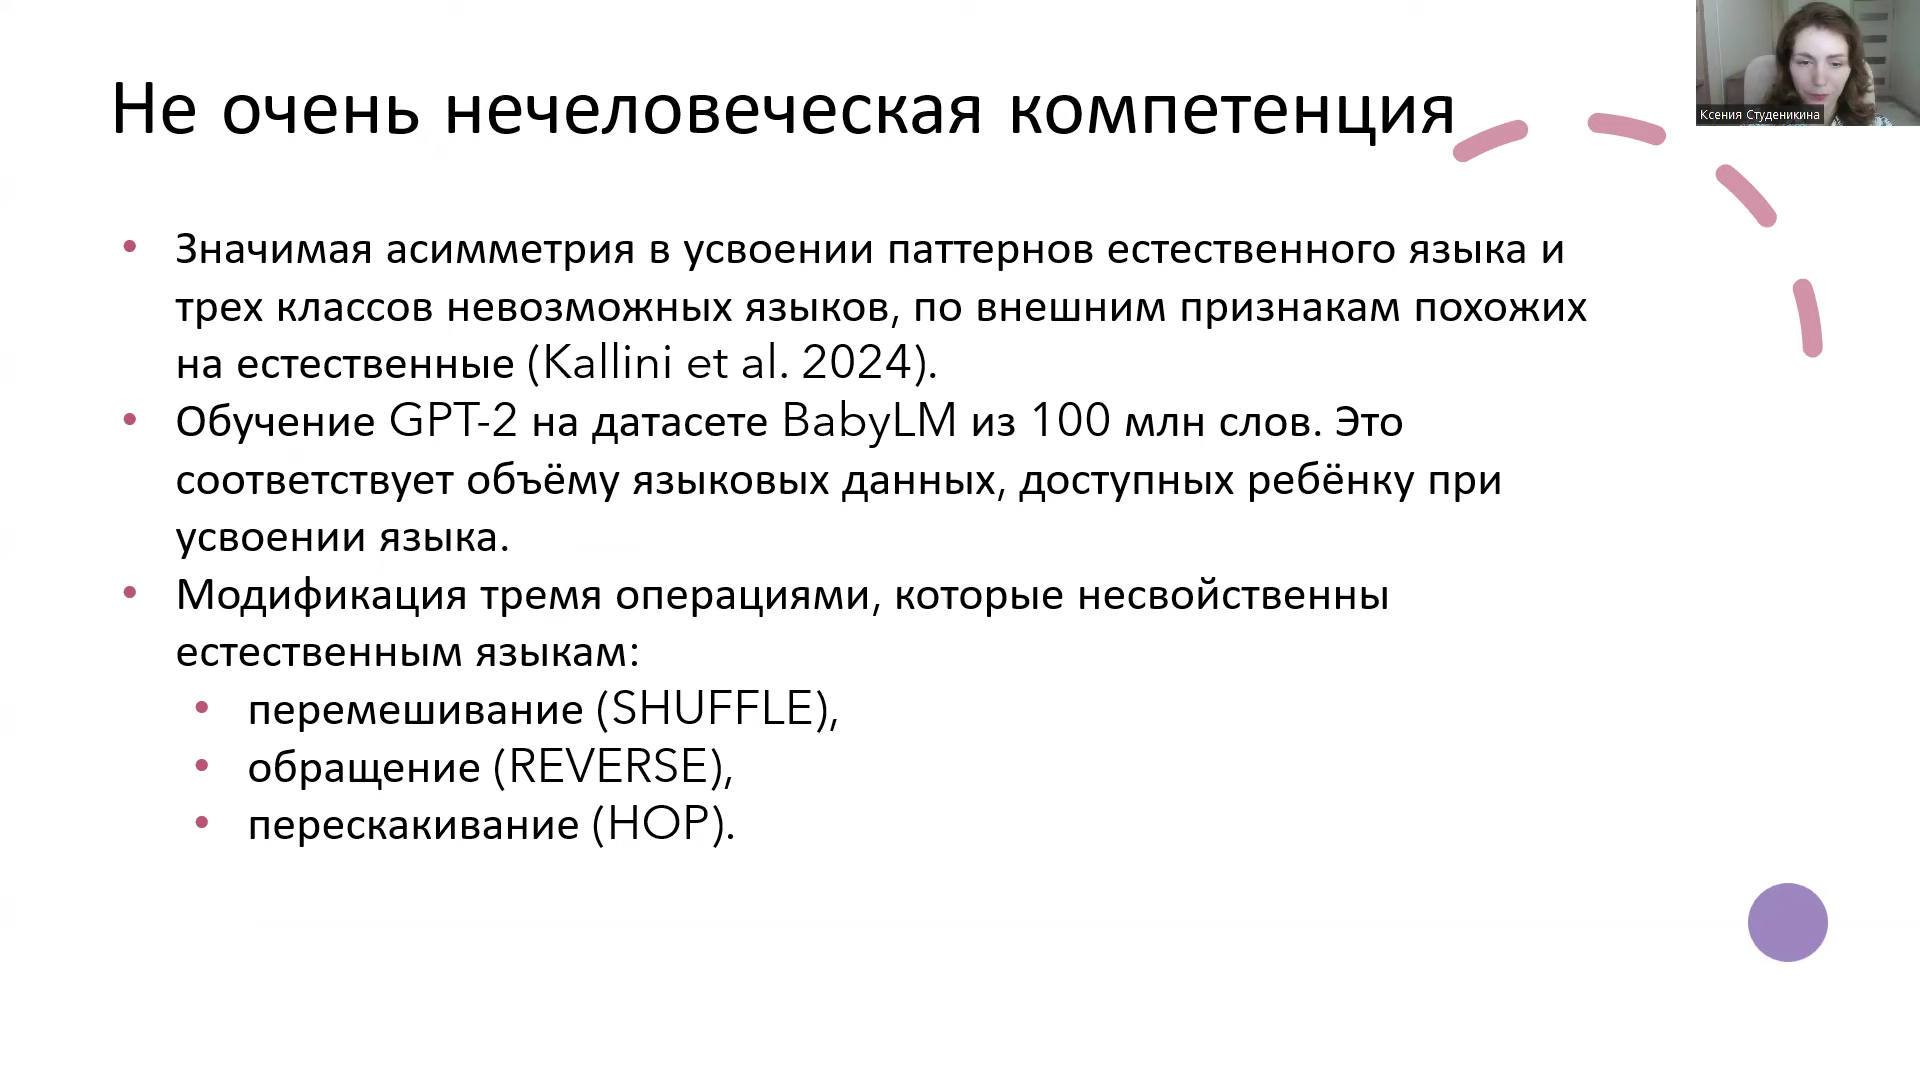 Не очень нечеловеческая компетенция
Ксения Студеникина
• Значимая асимметрия в усвоении паттернов естественного языка и
трех классов невозможных языков, по внешним признакам похожих
на естественные (Kallini et al. 2024).
• Обучение GPT-2 на датасете BabyLM из 100 млн слов. Это
соответствует объёму языковых данных, доступных ребёнку при
усвоении языка.
• Модификация тремя операциями, которые несвойственны
естественным языкам:
• перемешивание (SHUFFLE),
• обращение (REVERSE),
• перескакивание (HOP).